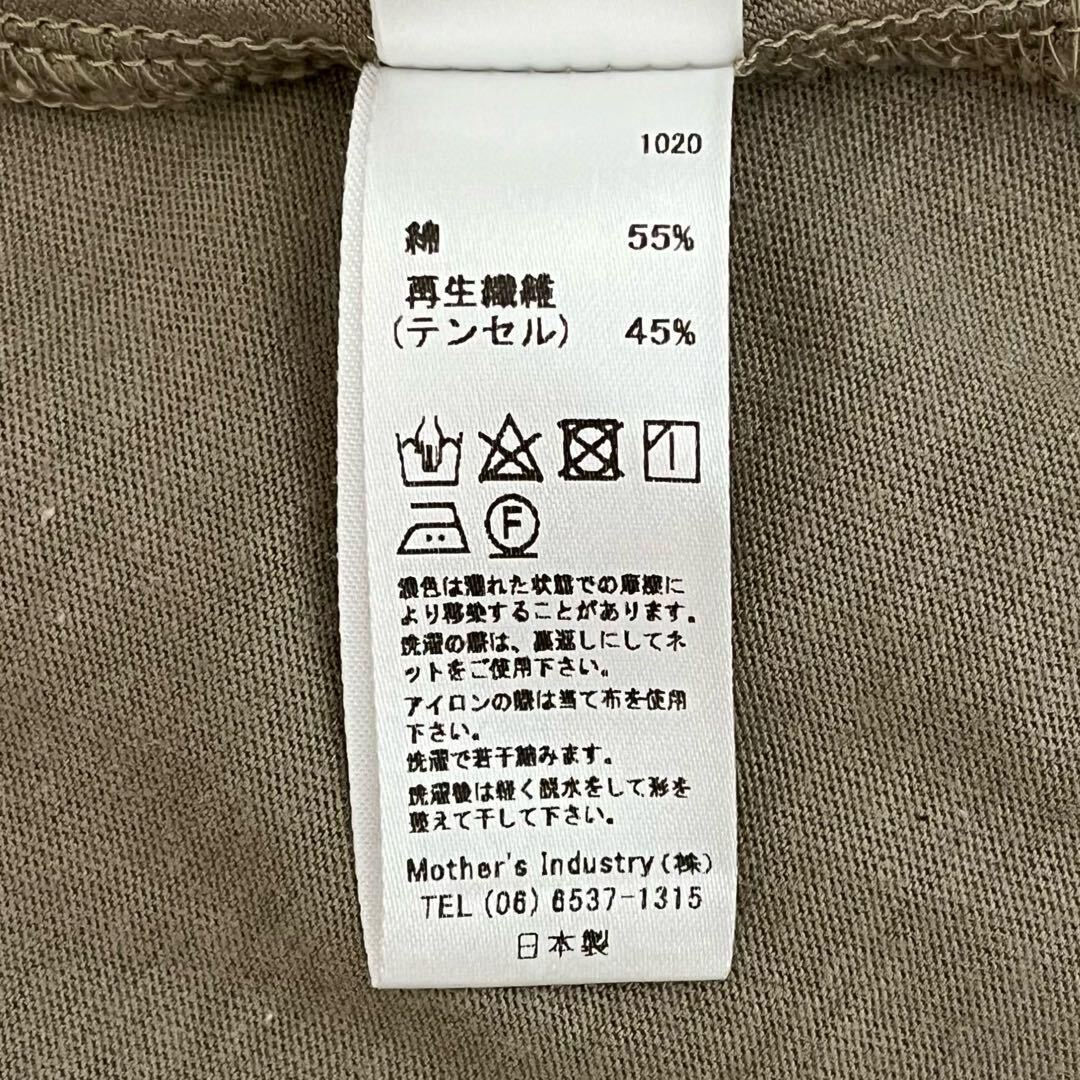 1020
綿 55%
再生繊維
(テンセル) 45%
F
濃色は濡れた状態での摩擦に
より移染することがあります。
洗濯の際は、裏返しにしてネ
ットをご使用下さい。
アイロンの際は当て布を使用
下さい。
洗濯で若干縮みます。
洗濯後は軽く脱水をして形を
整えて干して下さい。
Mother's Industry(株)
TEL (06) 6537-1315
日本製